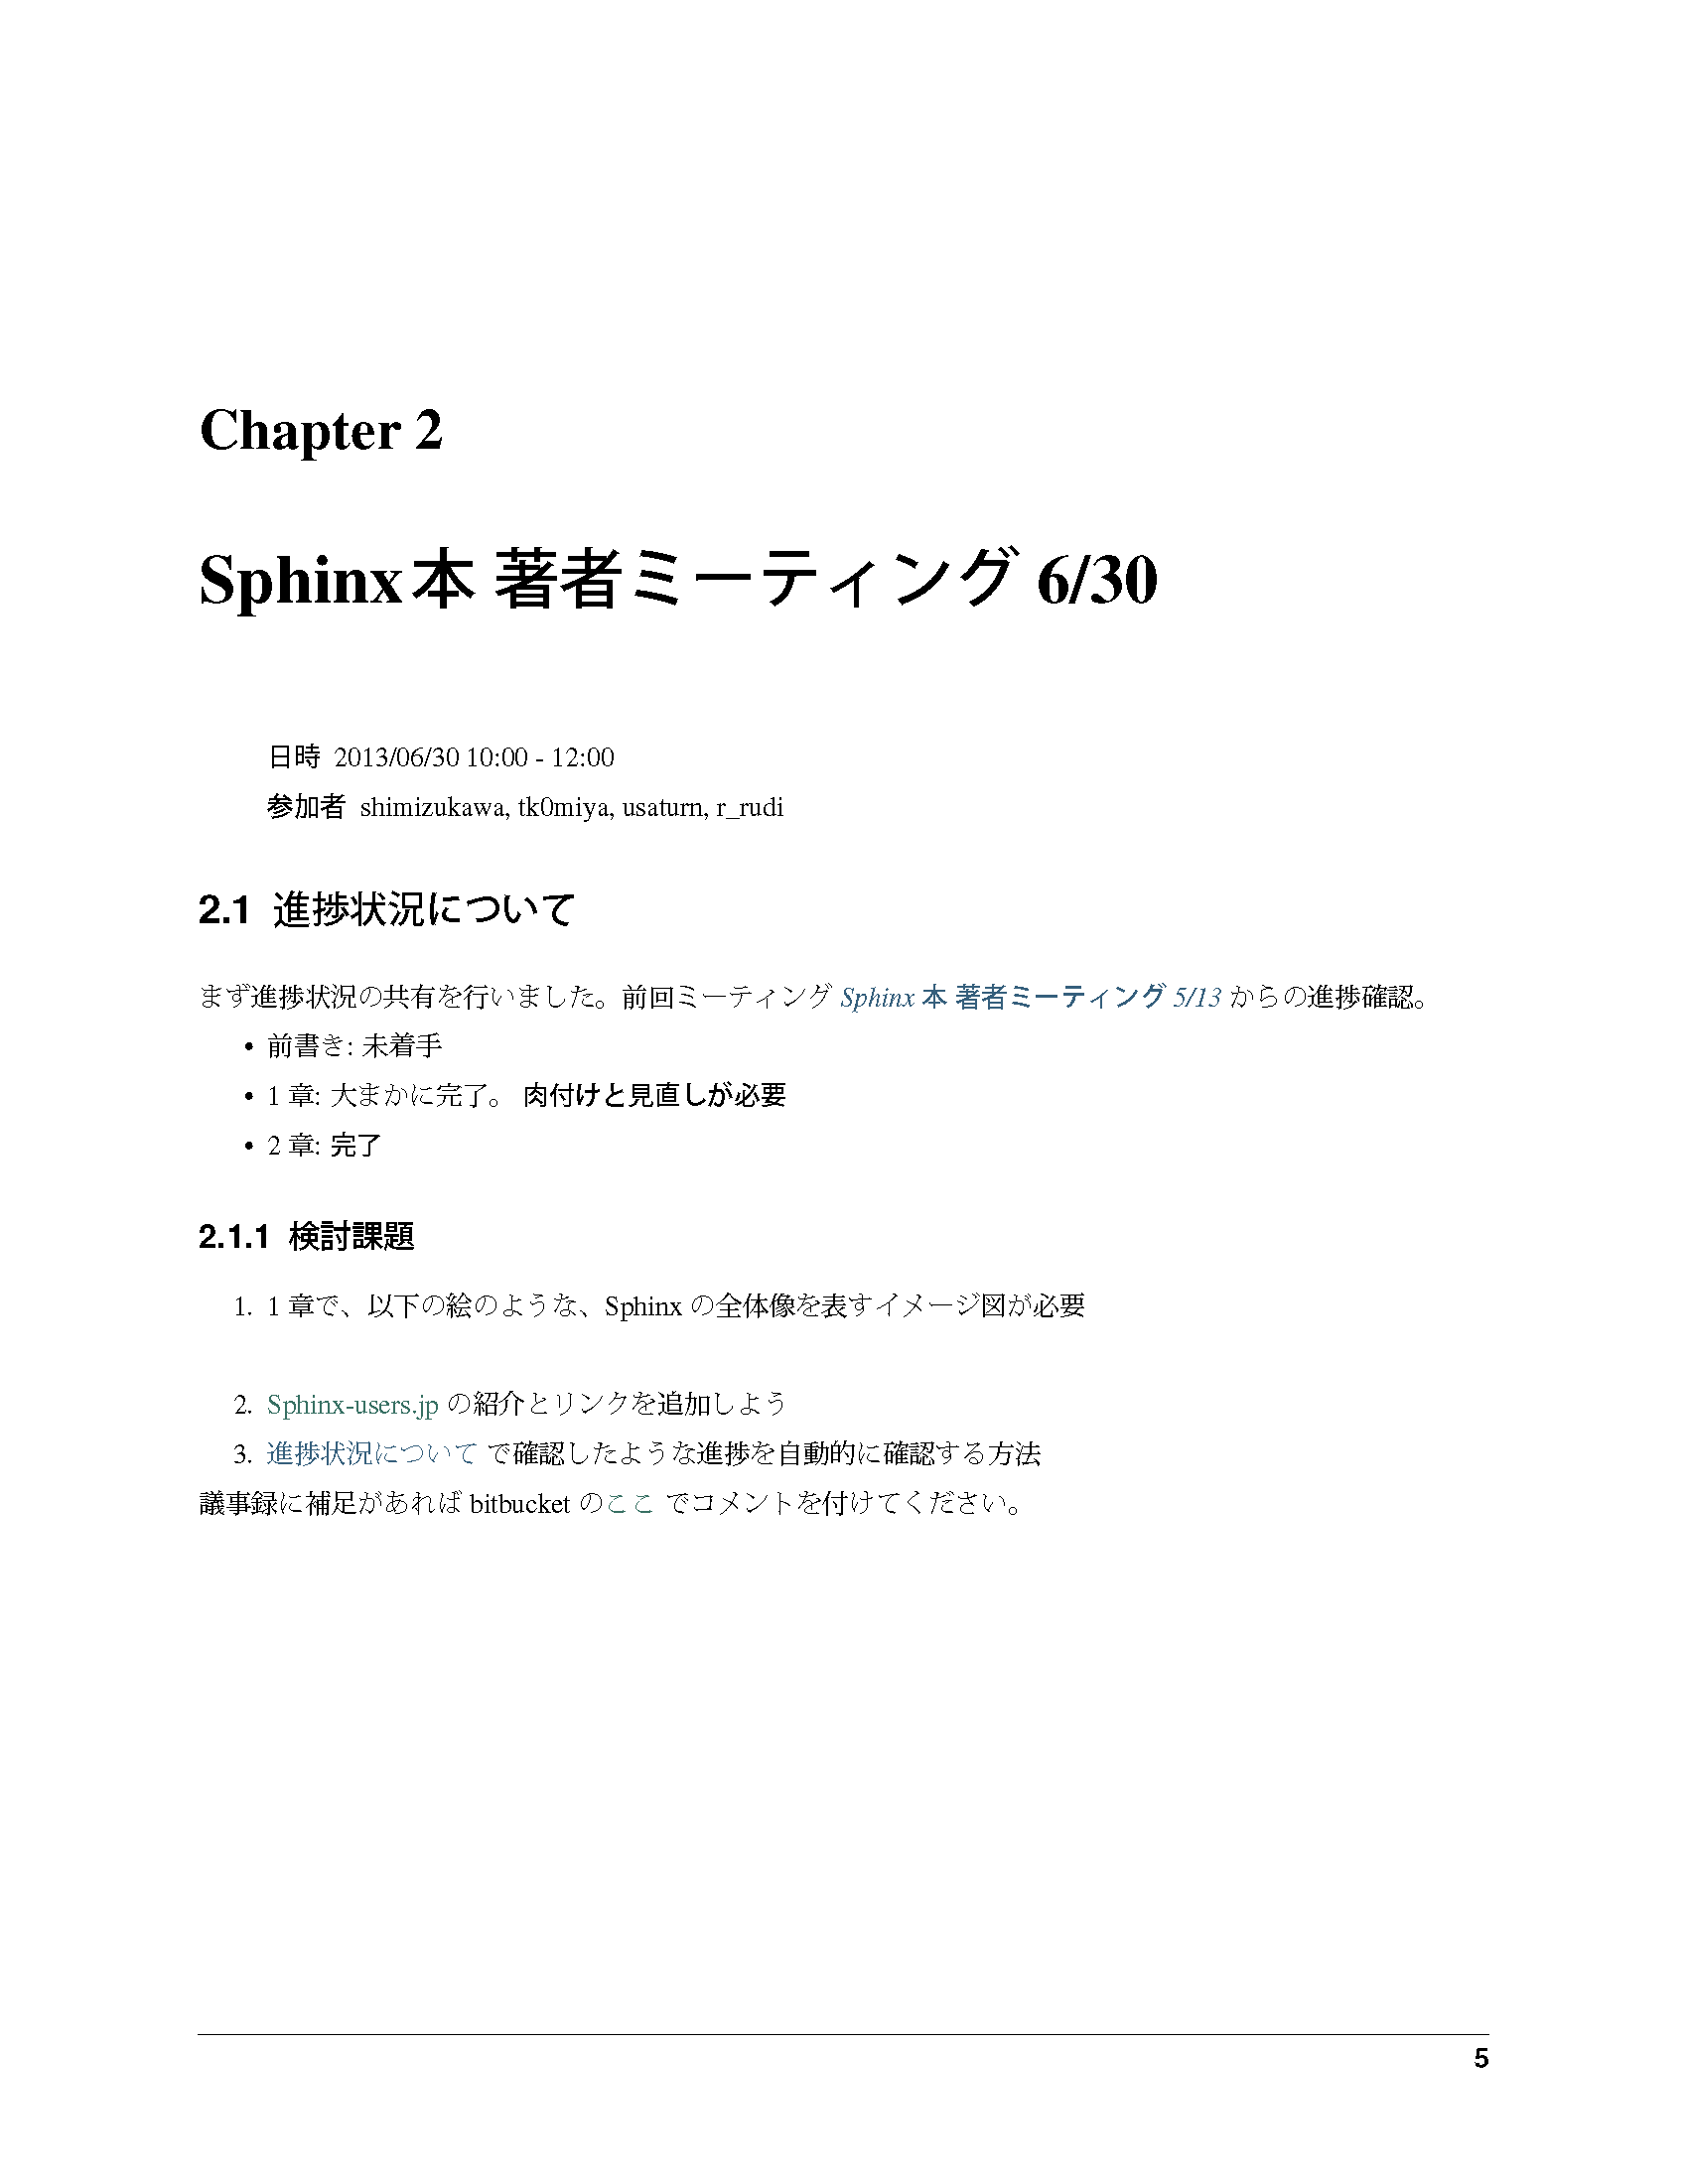 Chapter 2
Sphinx本 著者ミーティング 6/30
日時 2013/06/30 10:00 - 12:00
参加者 shimizukawa, tk0miya, usaturn, r_rudi
2.1 進捗状況について
まず進捗状況の共有を行いました。前回ミーティング Sphinx 本 著者ミーティング 5/13 からの進捗確認。
• 前書き: 未着手
• 1 章: 大まかに完了。 肉付けと見直しが必要
• 2 章: 完了
2.1.1 検討課題
1. 1 章で、以下の絵のような、Sphinx の全体像を表すイメージ図が必要
2. Sphinx-users.jp の紹介とリンクを追加しよう
3. 進捗状況について で確認したような進捗を自動的に確認する方法
議事録に補足があれば bitbucket のここ でコメントを付けてください。
5